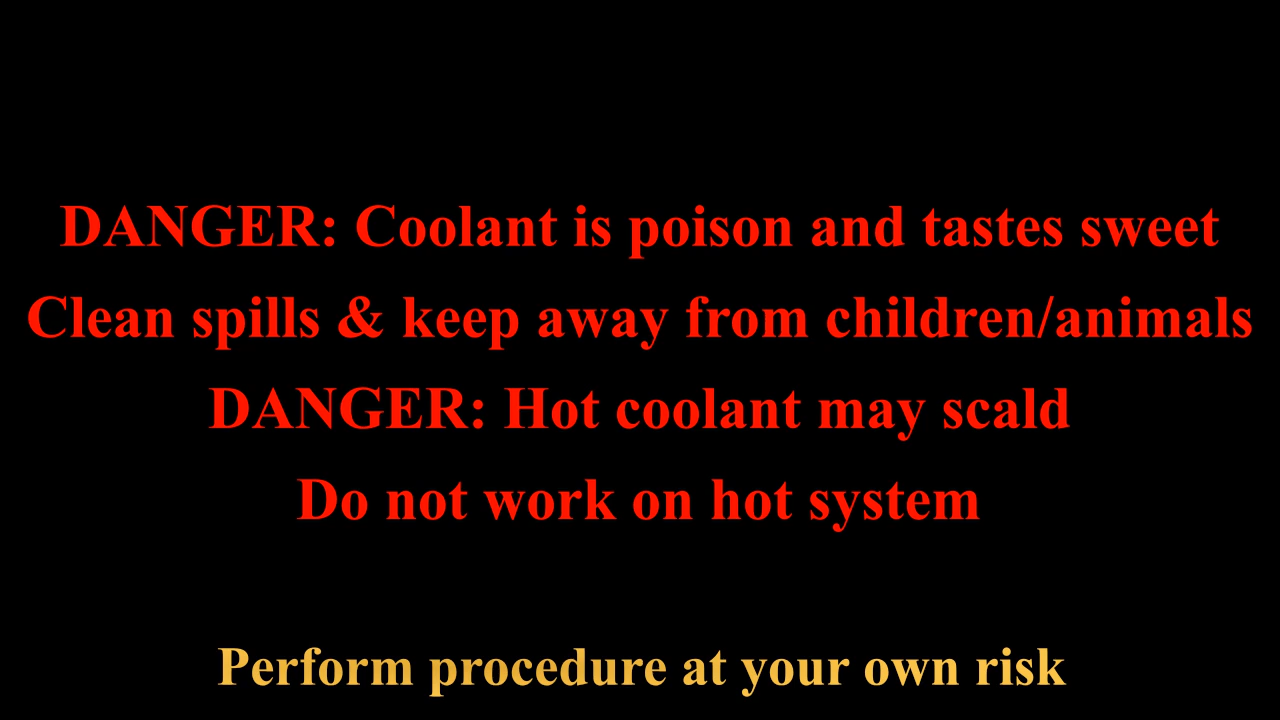 DANGER: Coolant is poison and tastes sweet
Clean spills & keep away from children/animals
DANGER: Hot coolant may scald
Do not work on hot system
Perform procedure at your own risk